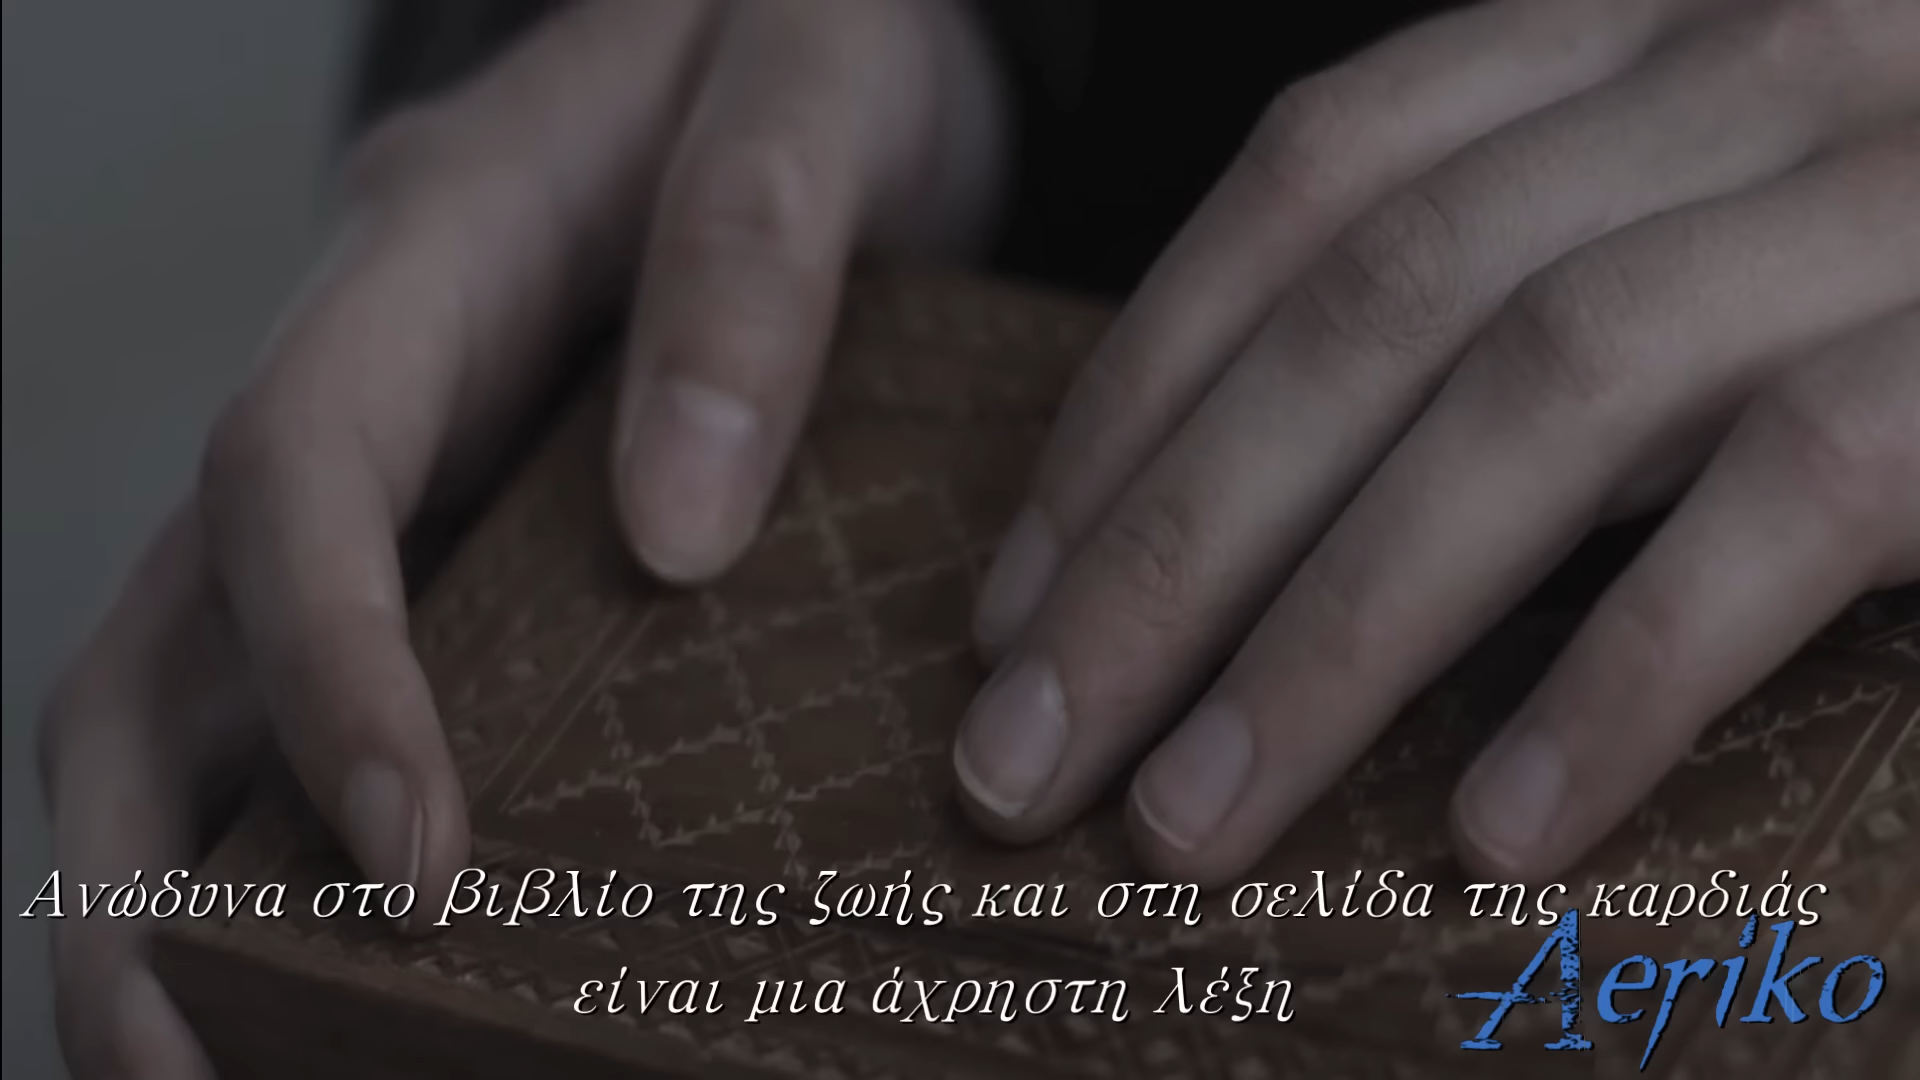 Ανώδυνα στο βιβλίο της ζωής και στη σελίδα της καρδιάς
είναι μια άχρηστη λέξη
Aeriko